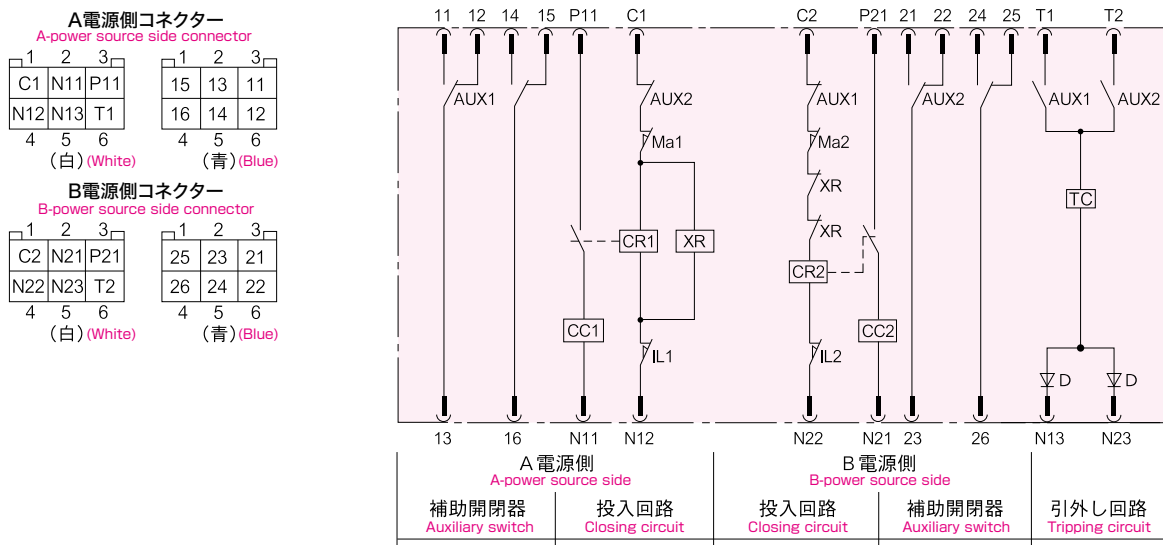 A電源側コネクター
A-power source side connector
1 2 3
C1 N11 P11
N12 N13 T1
4 5 6
(白) (White)
1 2 3
15 13 11
16 14 12
4 5 6
(青) (Blue)
B電源側コネクター
B-power source side connector
1 2 3
C2 N21 P21
N22 N23 T2
4 5 6
(白) (White)
1 2 3
25 23 21
26 24 22
4 5 6
(青) (Blue)
11 12 14 15 P11 C1 C2 P21 21 22 24 25 T1 T2
AUX1 AUX2 AUX1 AUX2 AUX1 AUX2
Ma1 Ma2
XR
TC
XR
CR1 XR
CR2
CC1 CC2
IL1 IL2
D D
13 16 N11 N12 N22 N21 23 26 N13 N23
A電源側
A-power source side
B電源側
B-power source side
補助開閉器
Auxiliary switch
投入回路
Closing circuit
投入回路
Closing circuit
補助開閉器
Auxiliary switch
引外し回路
Tripping circuit